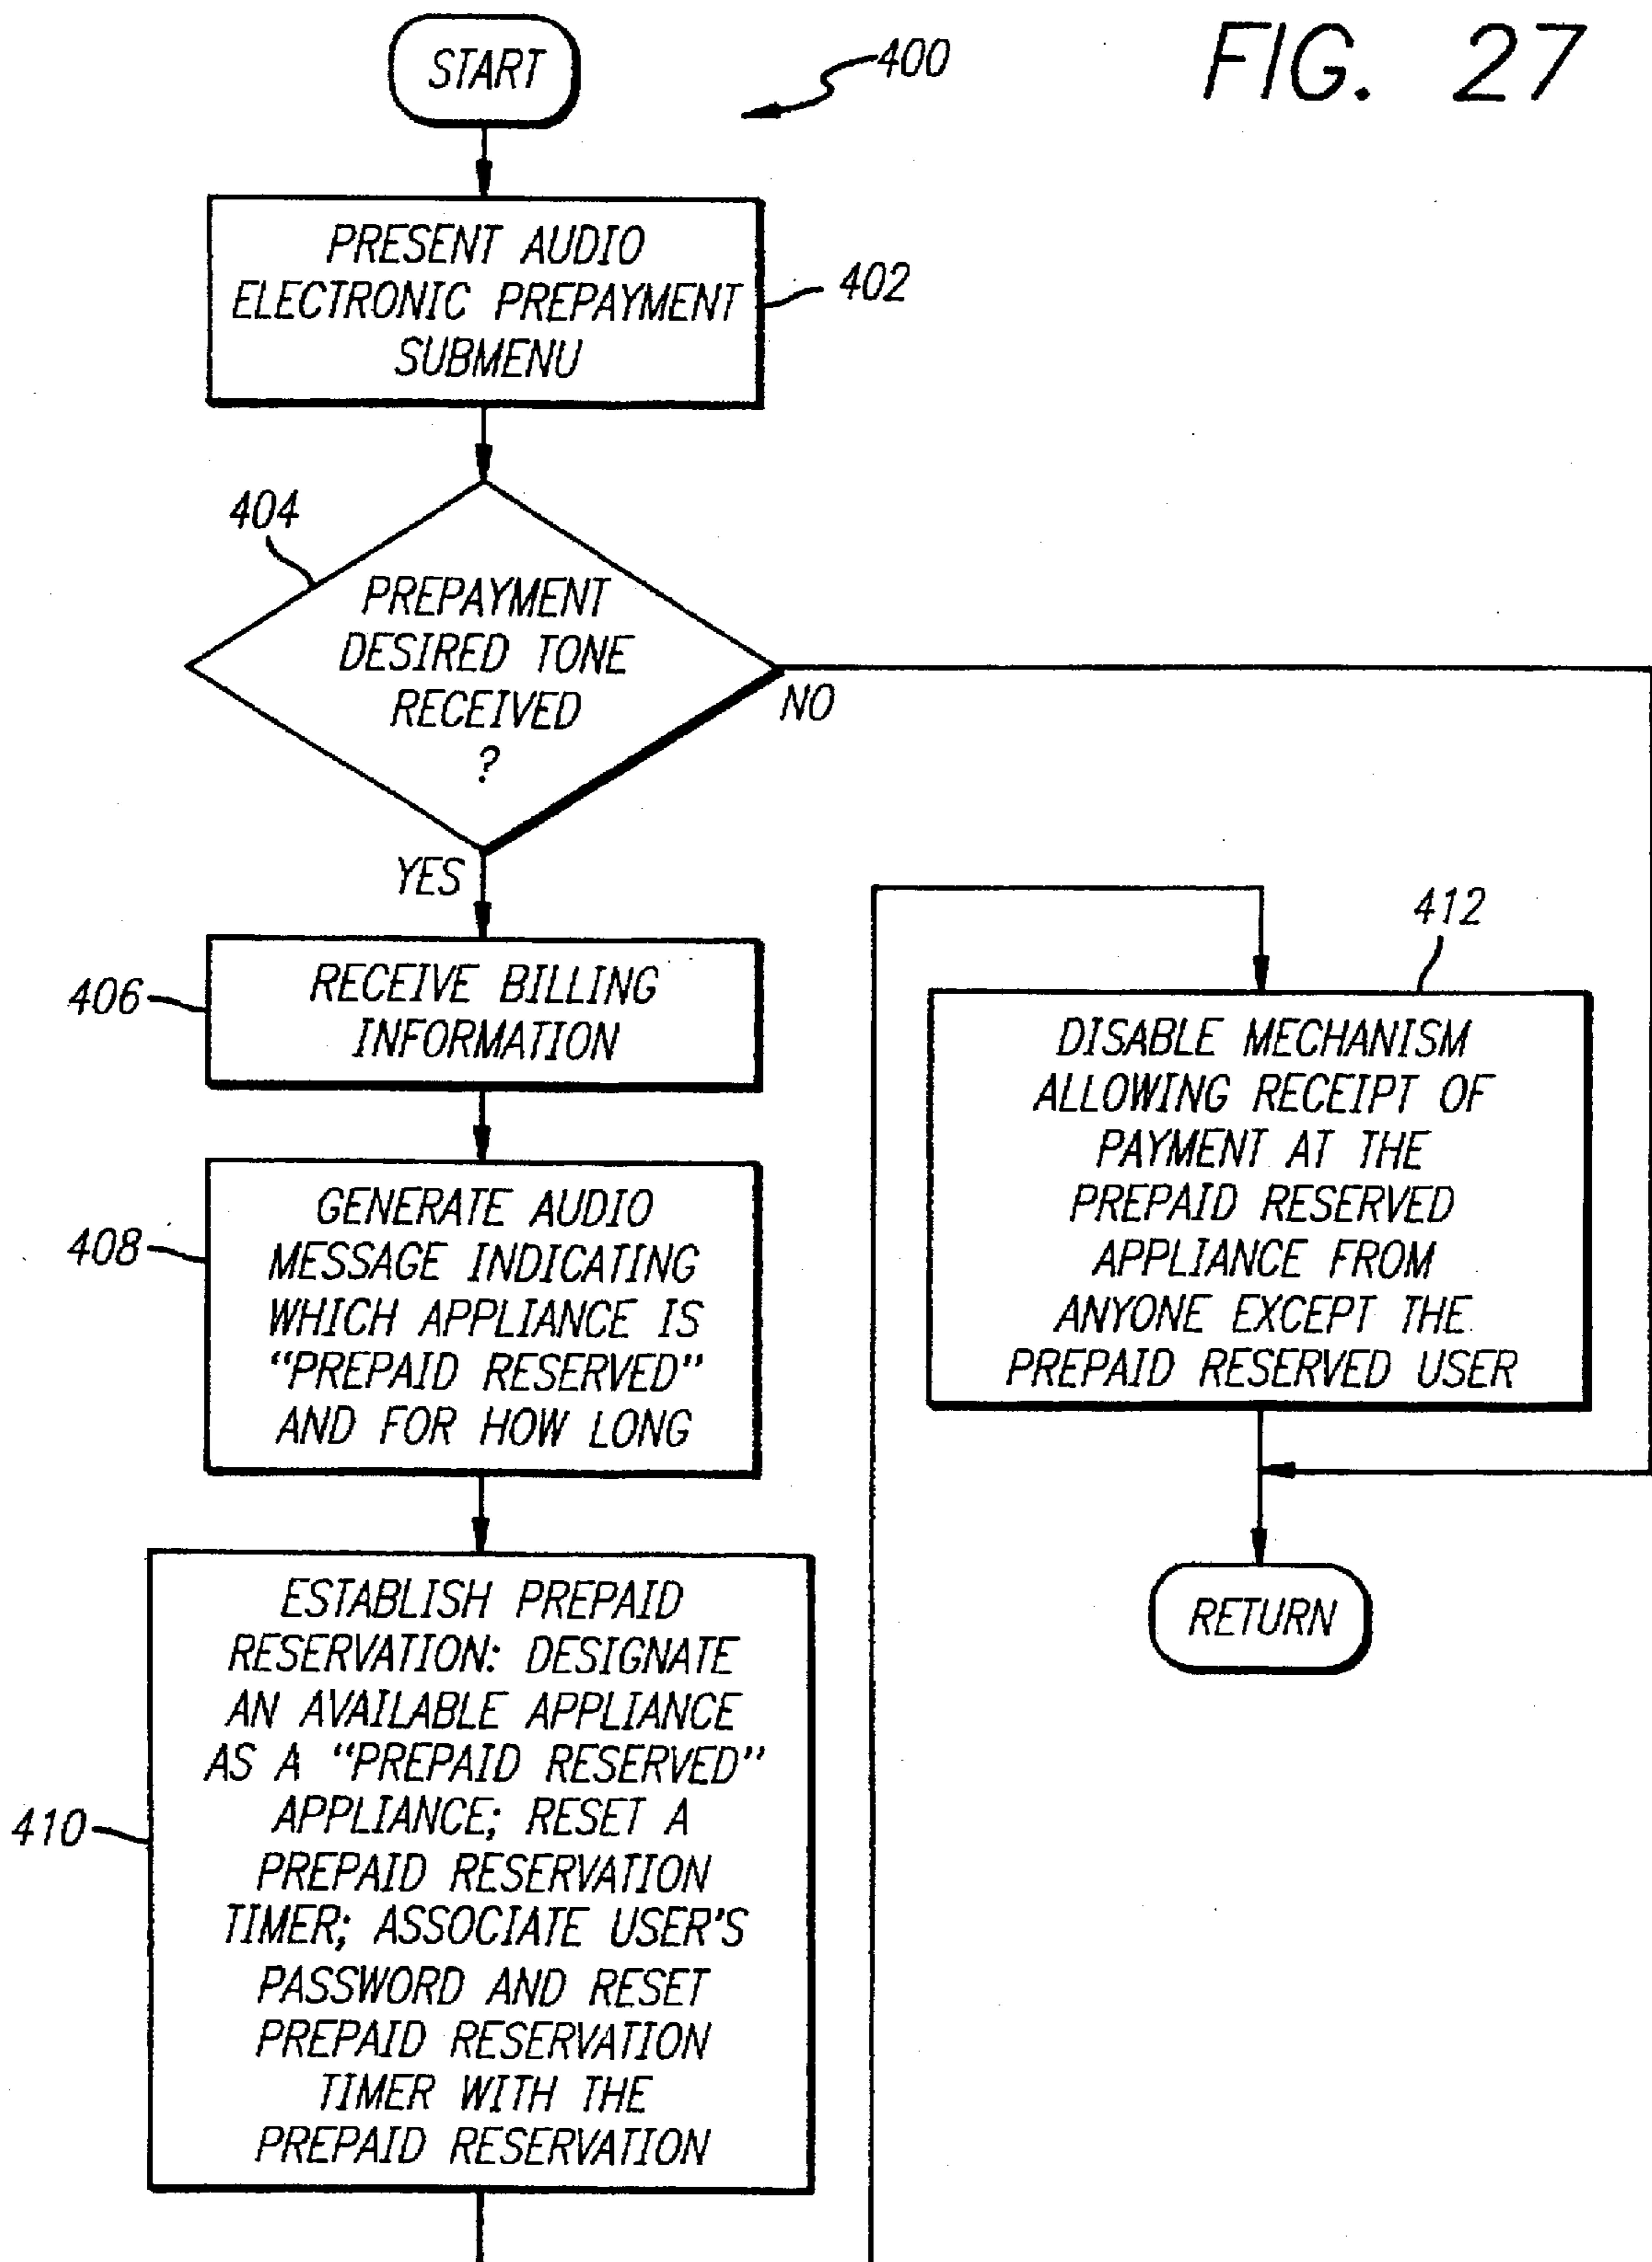 FIG. 27
START
400
PRESENT AUDIO
ELECTRONIC PREPAYMENT
SUBMENU
402
404
PREPAYMENT
DESIRED TONE
RECEIVED
?
NO
YES
406
RECEIVE BILLING
INFORMATION
408
GENERATE AUDIO
MESSAGE INDICATING
WHICH APPLIANCE IS
“PREPAID RESERVED”
AND FOR HOW LONG
410
ESTABLISH PREPAID
RESERVATION: DESIGNATE
AN AVAILABLE APPLIANCE
AS A “PREPAID RESERVED”
APPLIANCE; RESET A
PREPAID RESERVATION
TIMER; ASSOCIATE USER'S
PASSWORD AND RESET
PREPAID RESERVATION
TIMER WITH THE
PREPAID RESERVATION
412
DISABLE MECHANISM
ALLOWING RECEIPT OF
PAYMENT AT THE
PREPAID RESERVED
APPLIANCE FROM
ANYONE EXCEPT THE
PREPAID RESERVED USER
RETURN